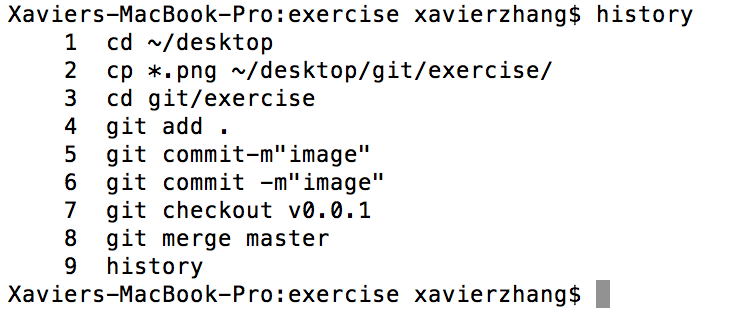 Xaviers-MacBook-Pro:exercise xavierzhang$ history
1 cd ~/desktop
2 cp *.png ~/desktop/git/exercise/
3 cd git/exercise
4 git add .
5 git commit-m"image"
6 git commit -m"image"
7 git checkout v0.0.1
8 git merge master
9 history
Xaviers-MacBook-Pro:exercise xavierzhang$